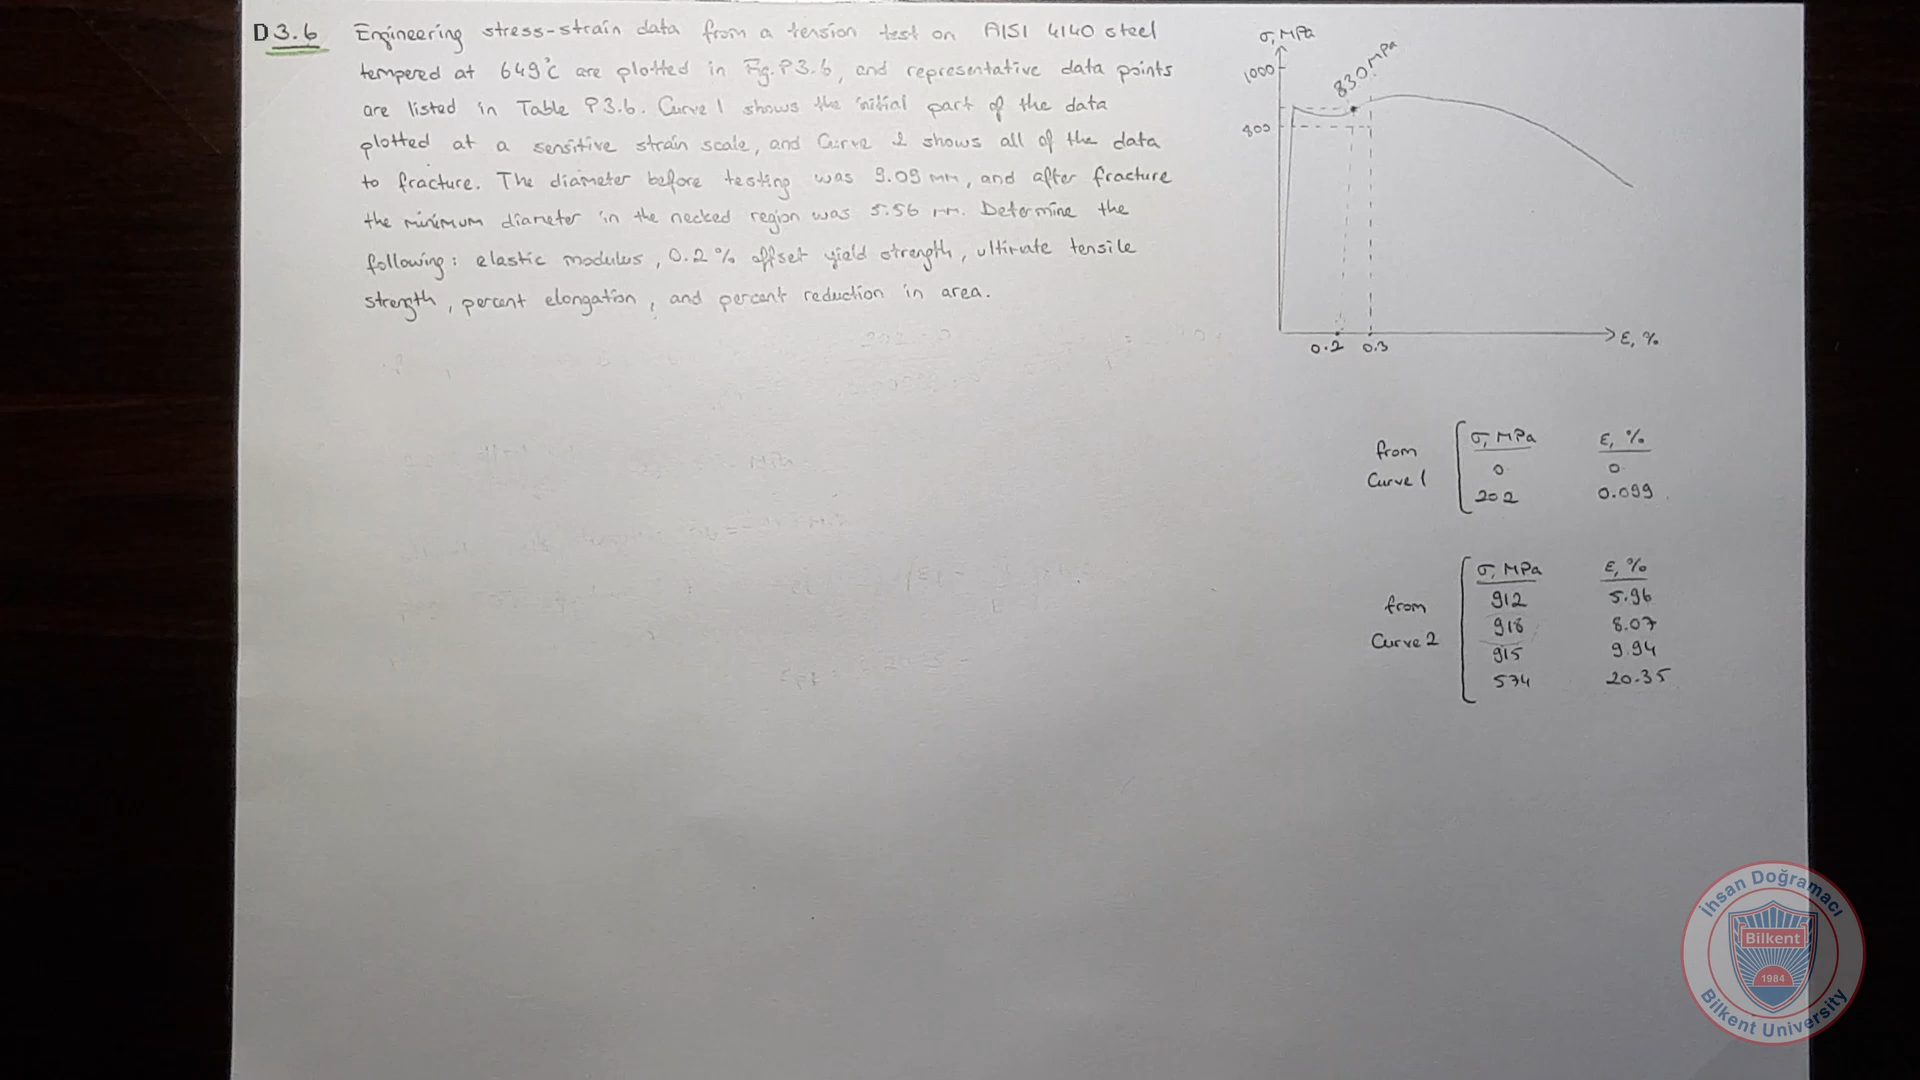 D3.6 Engineering stress-strain data from a tension test on AISI 4140 steel
tempered at 649°C are plotted in Fig. P3.6, and representative data points
are listed in Table P3.6. Curve 1 shows the initial part of the data
plotted at a sensitive strain scale, and Curve 2 shows all of the data
to fracture. The diameter before testing was 9.09 mm, and after fracture
the minimum diameter in the necked region was 5.56 mm. Determine the
following: elastic modulus, 0.2% offset yield strength, ultimate tensile
strength, percent elongation, and percent reduction in area.
σ, MPa
1000
830 MPa
800
0.2 0.3
ε, %
from
Curve 1
σ, MPa ε, %
0 0
202 0.099
from
Curve 2
σ, MPa ε, %
912 5.96
918 8.07
915 9.94
574 20.35
İhsan Doğramacı
Bilkent
1984
Bilkent University